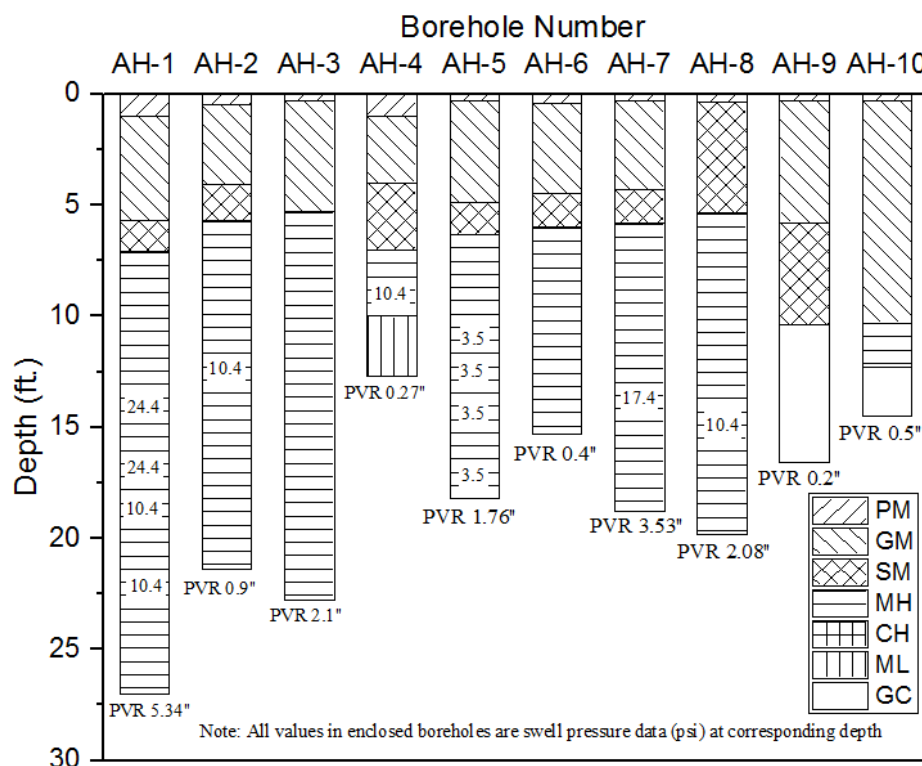 Borehole Number
AH-1 AH-2 AH-3 AH-4 AH-5 AH-6 AH-7 AH-8 AH-9 AH-10
Depth (ft.)
0
5
10
15
20
25
30
24.4
24.4
10.4
10.4
PVR 5.34"
10.4
PVR 0.9"
PVR 2.1"
10.4
PVR 0.27"
3.5
3.5
3.5
3.5
PVR 1.76"
PVR 0.4"
17.4
PVR 3.53"
10.4
PVR 2.08"
PVR 0.2"
PVR 0.5"
PM
GM
SM
MH
CH
ML
GC
Note: All values in enclosed boreholes are swell pressure data (psi) at corresponding depth